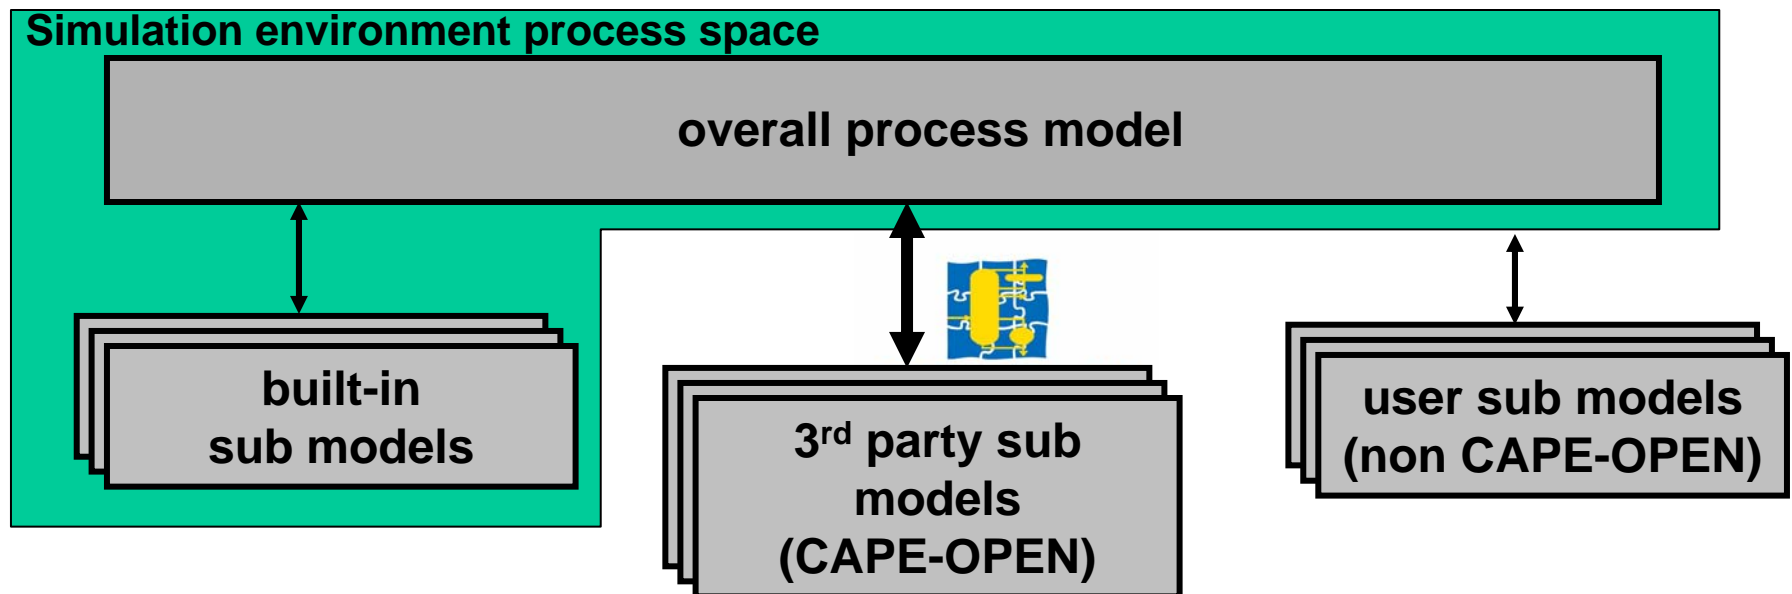 Simulation environment process space
overall process model
built-in
sub models
3rd party sub
models
(CAPE-OPEN)
user sub models
(non CAPE-OPEN)